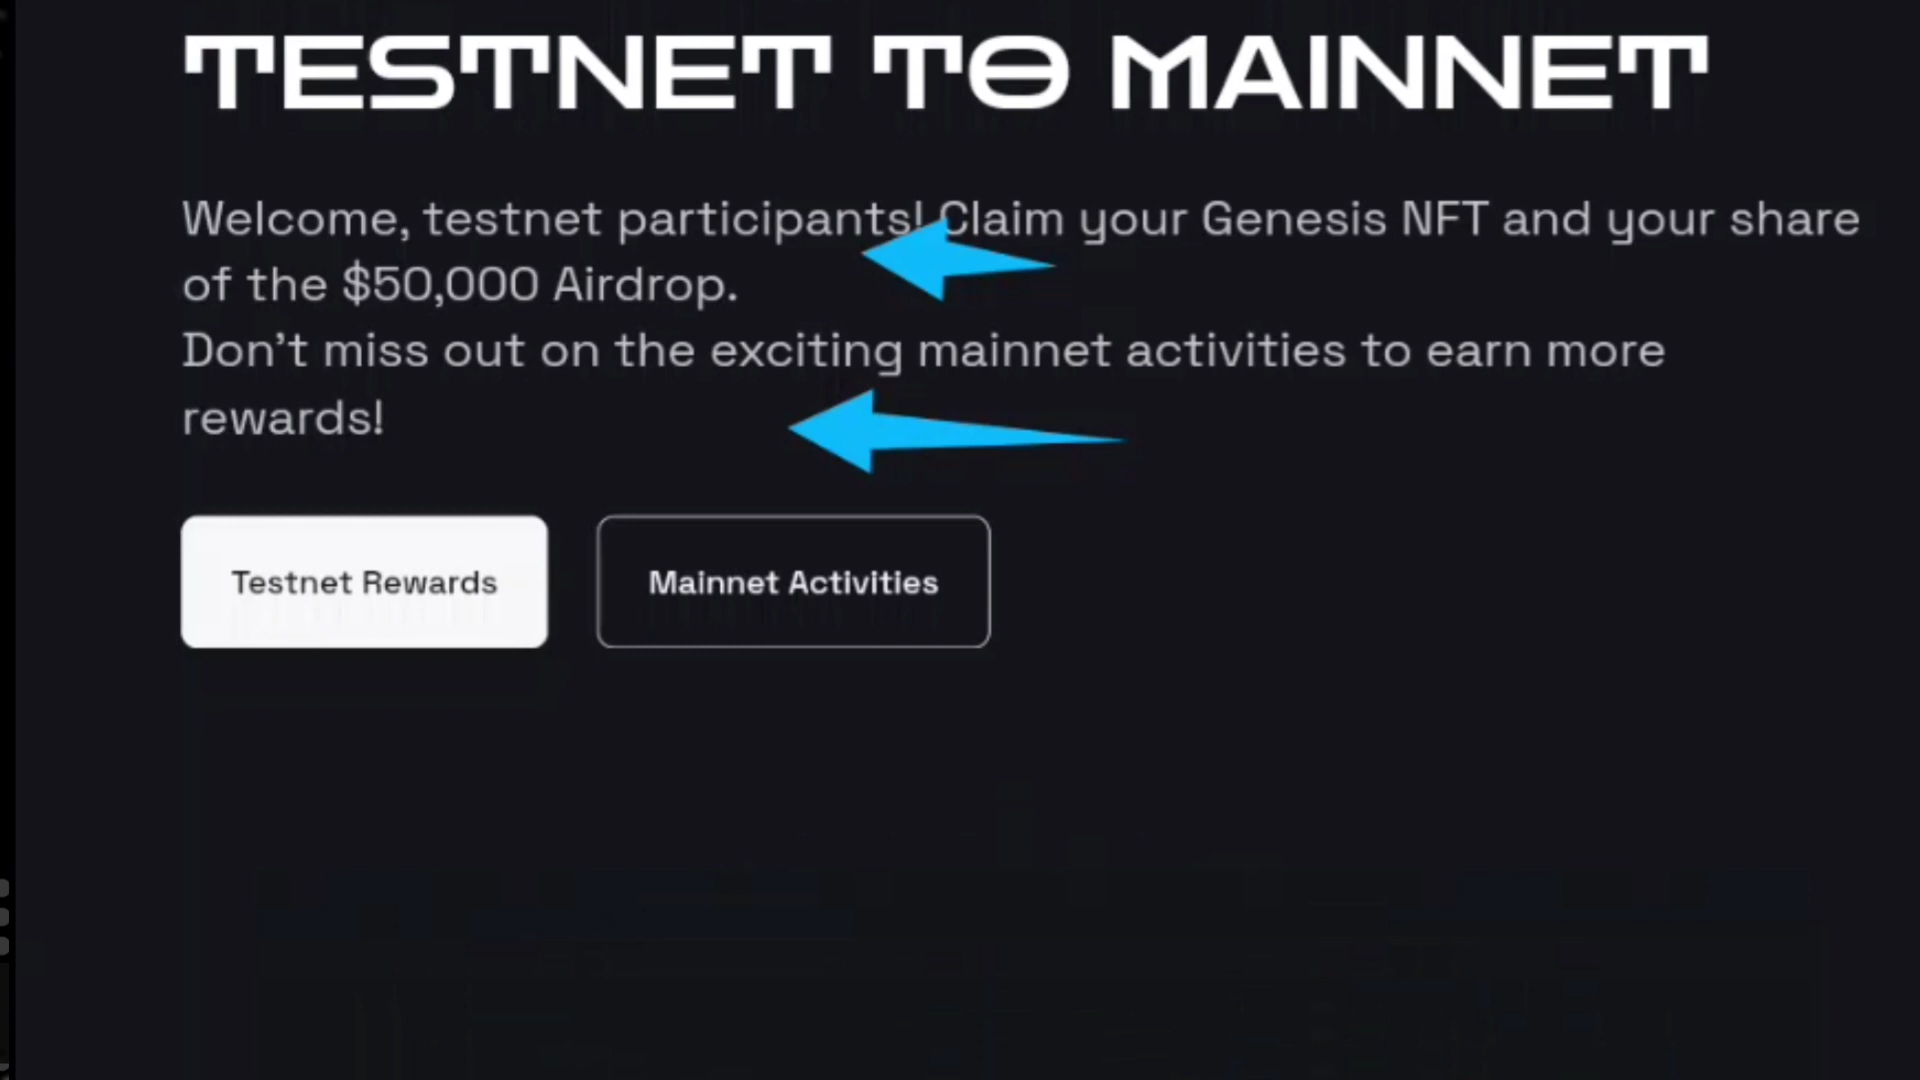 TESTNET TO MAINNET
Welcome, testnet participants! Claim your Genesis NFT and your share
of the $50,000 Airdrop.
Don't miss out on the exciting mainnet activities to earn more
rewards!
Testnet Rewards
Mainnet Activities